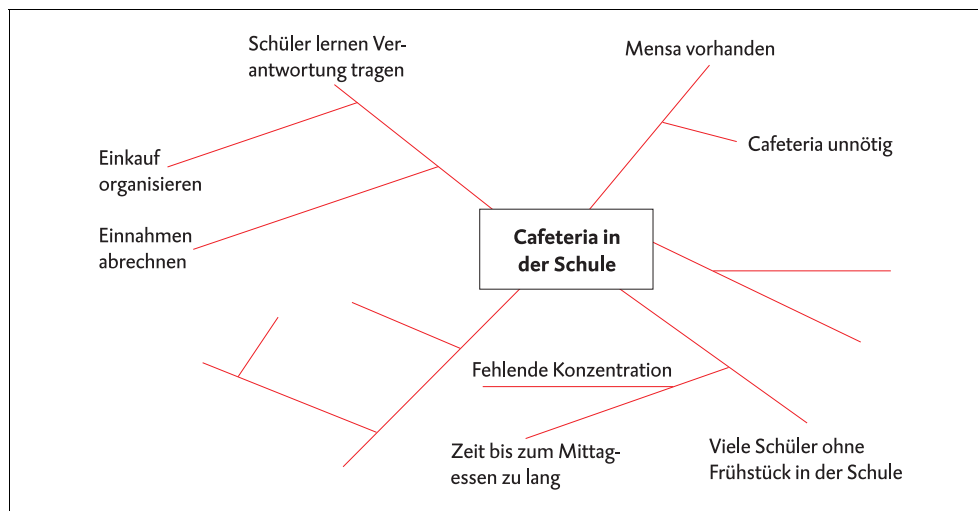 Schüler lernen Ver-
antwortung tragen
Mensa vorhanden
Einkauf
organisieren
Cafeteria unnötig
Einnahmen
abrechnen
Cafeteria in
der Schule
Fehlende Konzentration
Zeit bis zum Mittag-
essen zu lang
Viele Schüler ohne
Frühstück in der Schule